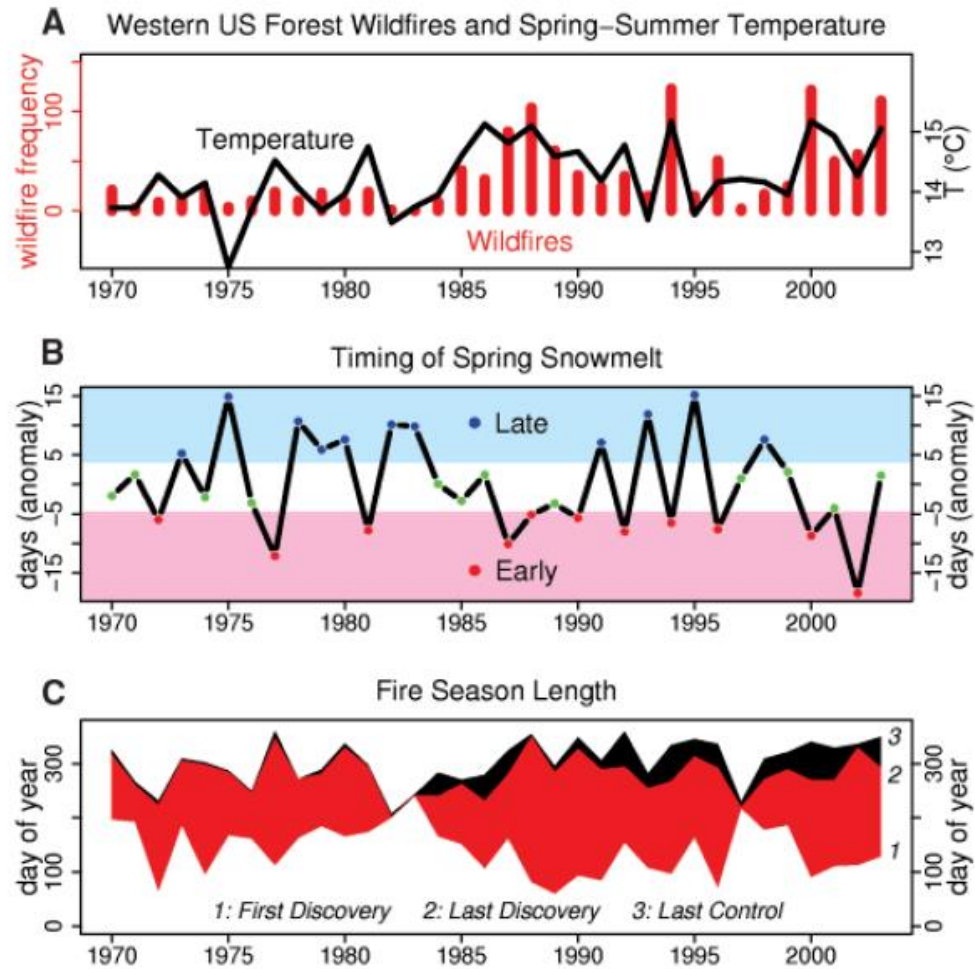 A Western US Forest Wildfires and Spring–Summer Temperature
wildfire frequency
100
0
Temperature
Wildfires
15
14
13
T (°C)
1970 1975 1980 1985 1990 1995 2000
B Timing of Spring Snowmelt
days (anomaly)
15
5
−5
−15
Late
Early
15
5
−5
−15
days (anomaly)
1970 1975 1980 1985 1990 1995 2000
C Fire Season Length
day of year
300
100
0
3
2
1
300
100
0
day of year
1: First Discovery 2: Last Discovery 3: Last Control
1970 1975 1980 1985 1990 1995 2000